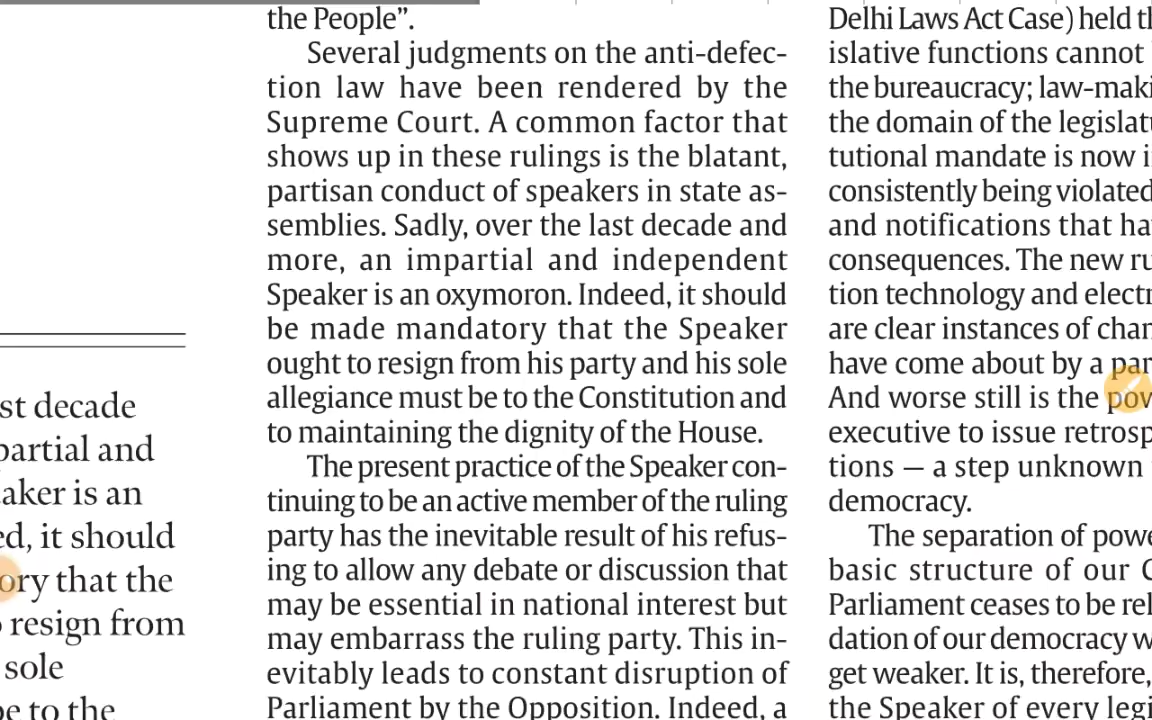 st decade
partial and
aker is an
ed, it should
ory that the
resign from
sole
be to the
the People”.
Several judgments on the anti-defec-
tion law have been rendered by the
Supreme Court. A common factor that
shows up in these rulings is the blatant,
partisan conduct of speakers in state as-
semblies. Sadly, over the last decade and
more, an impartial and independent
Speaker is an oxymoron. Indeed, it should
be made mandatory that the Speaker
ought to resign from his party and his sole
allegiance must be to the Constitution and
to maintaining the dignity of the House.
The present practice of the Speaker con-
tinuing to be an active member of the ruling
party has the inevitable result of his refus-
ing to allow any debate or discussion that
may be essential in national interest but
may embarrass the ruling party. This in-
evitably leads to constant disruption of
Parliament by the Opposition. Indeed, a
Delhi Laws Act Case) held th
islative functions cannot
the bureaucracy; law-maki
the domain of the legislatu
tutional mandate is now i
consistently being violated
and notifications that ha
consequences. The new ru
tion technology and electr
are clear instances of chan
have come about by a par
And worse still is the pow
executive to issue retrosp
tions — a step unknown
democracy.
The separation of powe
basic structure of our C
Parliament ceases to be rel
dation of our democracy w
get weaker. It is, therefore,
the Speaker of every legi